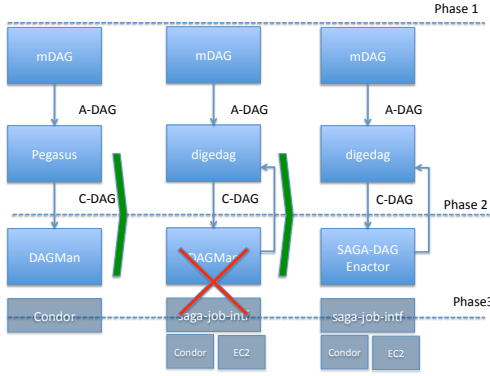 Phase 1
mDAG
mDAG
mDAG
A-DAG
A-DAG
A-DAG
Pegasus
digedag
digedag
C-DAG
C-DAG
C-DAG
Phase 2
DAGMan
DAGMan
SAGA-DAG
Enactor
Phase3
Condor
saga-job-intf
saga-job-intf
Condor
EC2
Condor
EC2